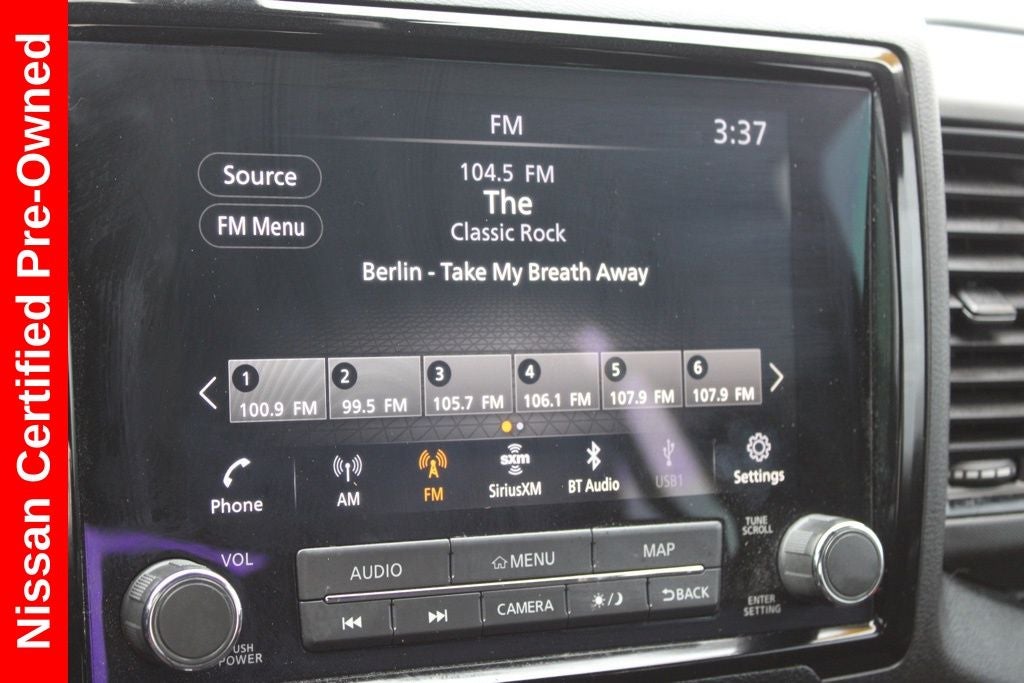 Nissan Certified Pre-Owned
FM
3:37
Source
104.5 FM
The
FM Menu
Classic Rock
Berlin - Take My Breath Away
1
2
3
4
5
6
100.9 FM
99.5 FM
105.7 FM
106.1 FM
107.9 FM
107.9 FM
Phone
AM
FM
sxm
SiriusXM
BT Audio
USB1
Settings
VOL
TUNE
SCROLL
AUDIO
MENU
MAP
CAMERA
BACK
ENTER
SETTING
PUSH
POWER